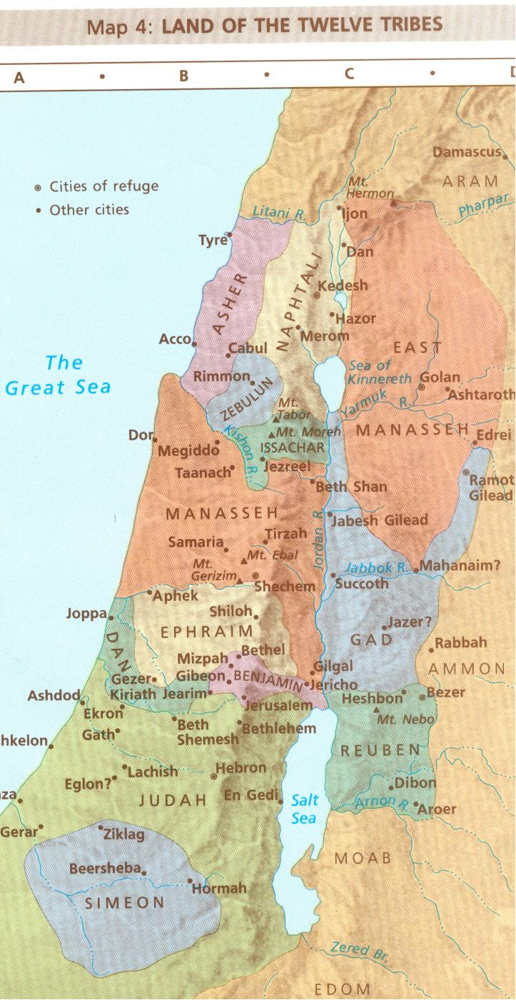 Map 4: LAND OF THE TWELVE TRIBES
A • B • C •
Cities of refuge
Other cities
Damascus
ARAM
Mt.
Hermon
Pharpar
Litani R.
Ijon
Tyre
Dan
ASHER
NAPHTALI
Kedesh
Hazor
Merom
Acco
Cabul
EAST
The
Great Sea
Sea of
Kinnereth
Rimmon
Golan
Ashtaroth
ZEBULUN
Yarmuk R.
Mt.
Tabor
Mt. Moreh
MANASSEH
Edrei
Dor
Kishon R.
Megiddo
ISSACHAR
Taanach
Jezreel
Ramot
Gilead
Beth Shan
MANASSEH
Jordan R.
Jabesh Gilead
Samaria
Tirzah
Mt. Ebal
Mt.
Gerizim
Jabbok R.
Mahanaim?
Shechem
Succoth
Aphek
Joppa
Shiloh
DAN
EPHRAIM
Jazer?
GAD
Rabbah
Mizpah
Bethel
AMMON
Gibeon
BENJAMIN
Gilgal
Gezer
Jericho
Kiriath Jearim
Ashdod
Heshbon
Bezer
Ekron
Jerusalem
Mt. Nebo
Beth
Shemesh
Bethlehem
Gath
hkelon
REUBEN
Lachish
Hebron
Eglon?
Dibon
JUDAH
En Gedi
za
Salt
Sea
Arnon R.
Aroer
Gerar
Ziklag
MOAB
Beersheba
Hormah
SIMEON
Zered Br.
EDOM